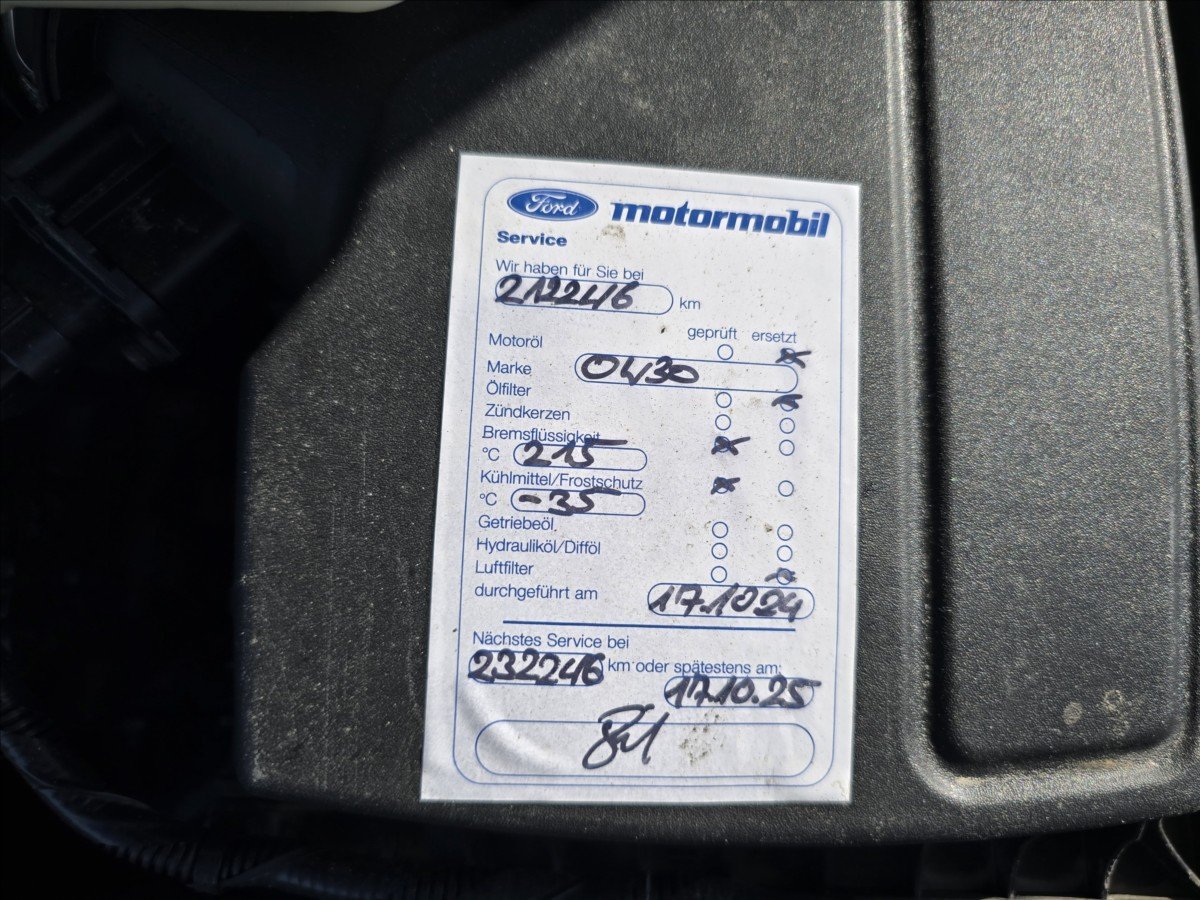 Ford motormobil
Service
Wir haben für Sie bei
212246 km
geprüft ersetzt
Motoröl
Marke 0W30
Ölfilter
Zündkerzen
Bremsflüssigkeit
°C 215
Kühlmittel/Frostschutz
°C -35
Getriebeöl
Hydrauliköl/Difföl
Luftfilter
durchgeführt am 17.10 24
Nächstes Service bei
232246 km oder spätestens am:
17.10.25